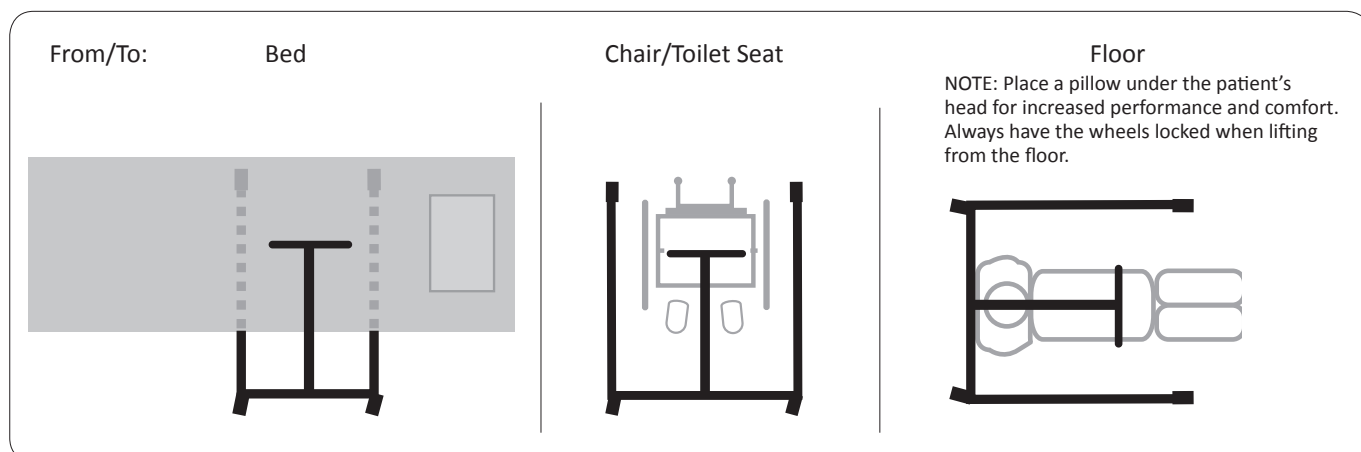 From/To:
Bed
Chair/Toilet Seat
Floor
NOTE: Place a pillow under the patient’s
head for increased performance and comfort.
Always have the wheels locked when lifting
from the floor.